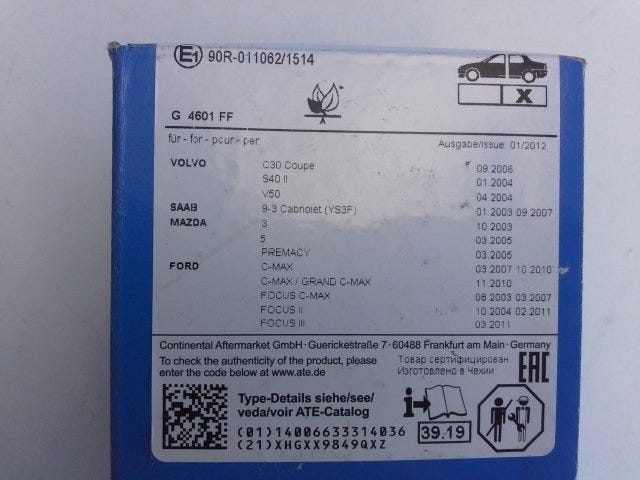 E1 90R-011062/1514
X
G 4601 FF
für - for - pour - per:
Ausgabe/Issue: 01/2012
VOLVO C30 Coupe 09.2006
S40 II 01.2004
V50 04.2004
SAAB 9-3 Cabriolet (YS3F) 01.2003 09.2007
MAZDA 3 10.2003
5 03.2005
PREMACY 03.2005
FORD C-MAX 03.2007 10.2010
C-MAX / GRAND C-MAX 11.2010
FOCUS C-MAX 08.2003 03.2007
FOCUS II 10.2004 02.2011
FOCUS III 03.2011
Continental Aftermarket GmbH · Guerickestraße 7 · 60488 Frankfurt am Main · Germany
To check the authenticity of the product, please
enter the code below at www.ate.de
Товар сертифицирован
Изготовлено в Чехии
EAC
Type-Details siehe/see/
veda/voir ATE-Catalog
i
39.19
(01)14006633314036
(21)XHGXX9849QXZ